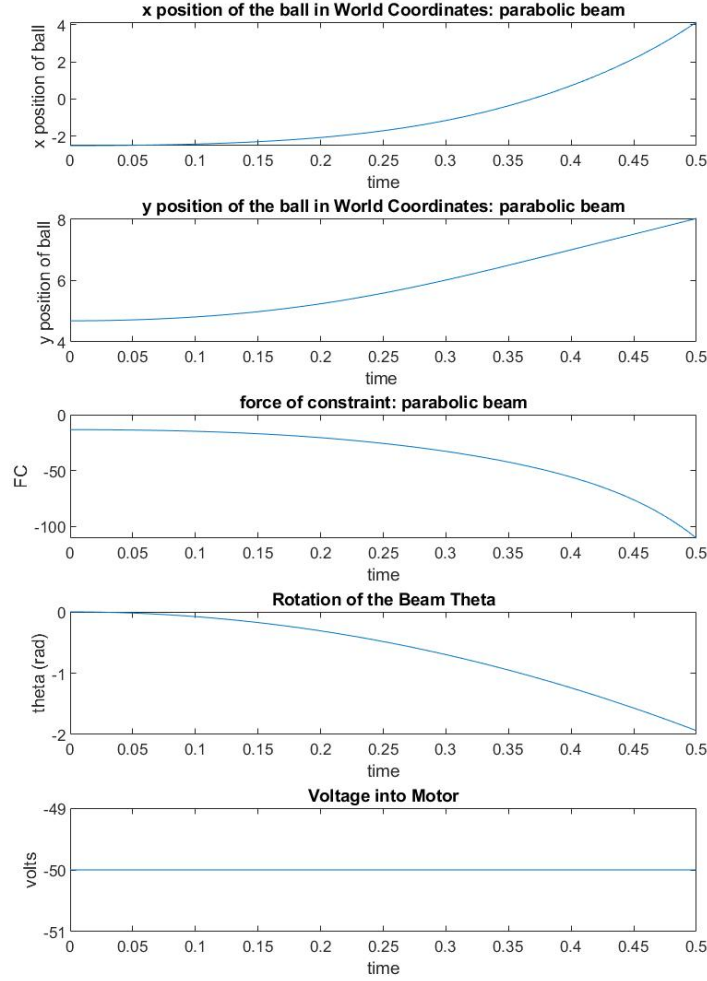 x position of the ball in World Coordinates: parabolic beam
x position of ball
4
2
0
-2
0 0.05 0.1 0.15 0.2 0.25 0.3 0.35 0.4 0.45 0.5
time
y position of the ball in World Coordinates: parabolic beam
y position of ball
8
6
4
0 0.05 0.1 0.15 0.2 0.25 0.3 0.35 0.4 0.45 0.5
time
force of constraint: parabolic beam
FC
0
-50
-100
0 0.05 0.1 0.15 0.2 0.25 0.3 0.35 0.4 0.45 0.5
time
Rotation of the Beam Theta
theta (rad)
0
-1
-2
0 0.05 0.1 0.15 0.2 0.25 0.3 0.35 0.4 0.45 0.5
time
Voltage into Motor
volts
-49
-50
-51
0 0.05 0.1 0.15 0.2 0.25 0.3 0.35 0.4 0.45 0.5
time